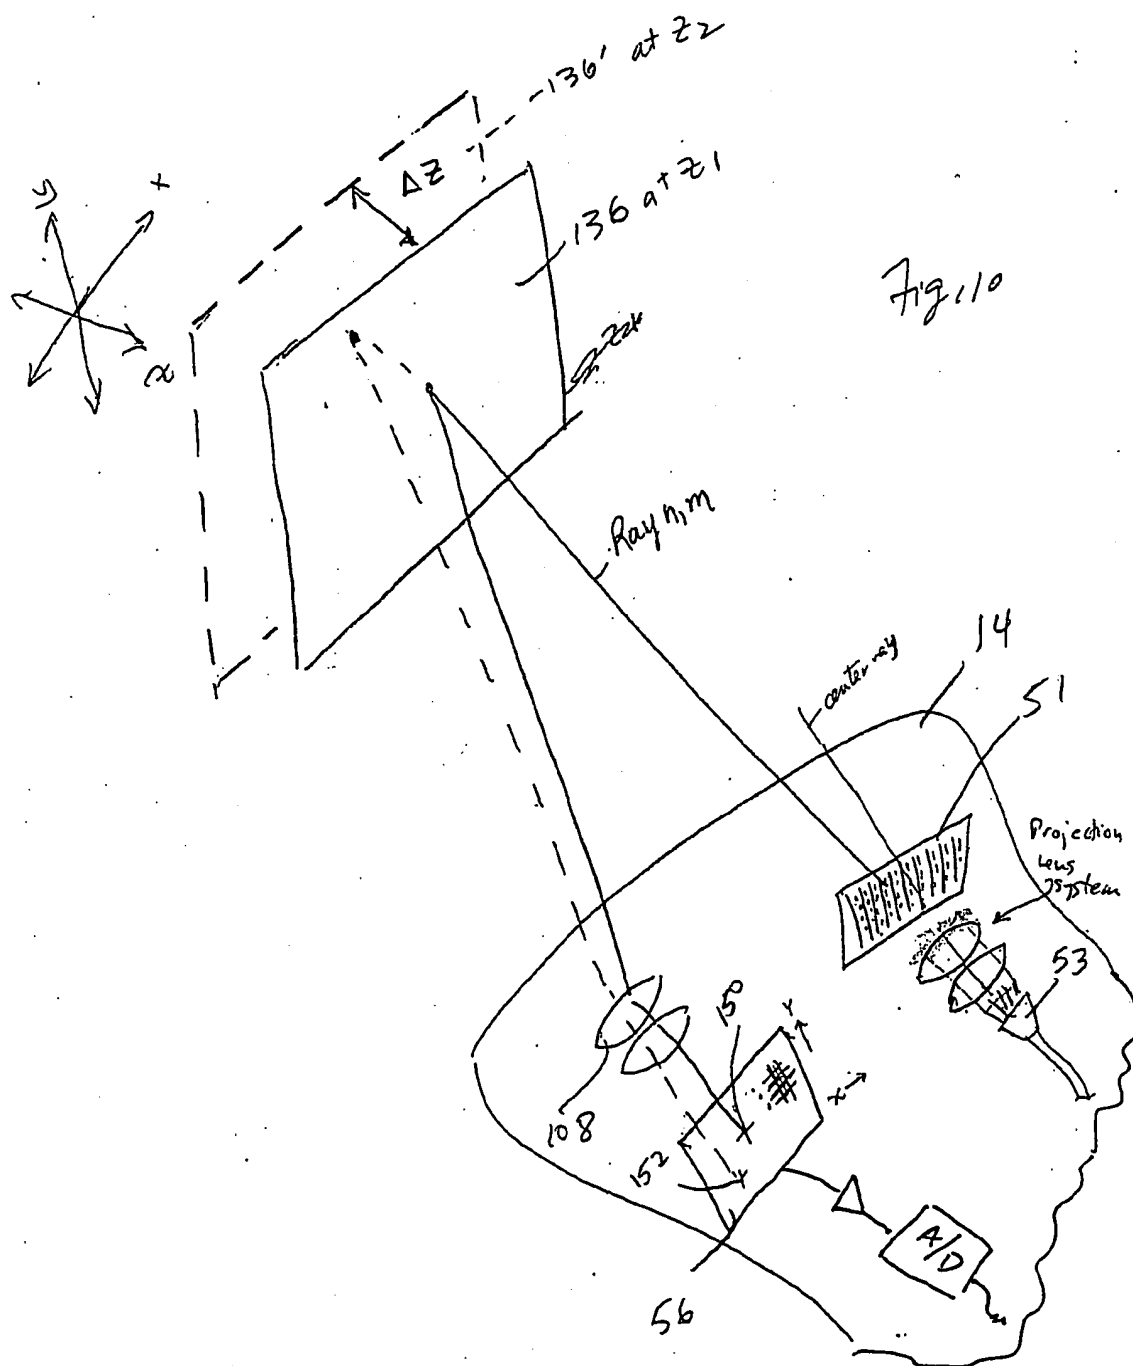 136' at Z2
ΔZ
136 at Z1
Fig. 10
y
x
Ray n,m
center ray
14
51
Projection
Lens
System
53
150
Y
X
108
152
A/D
56